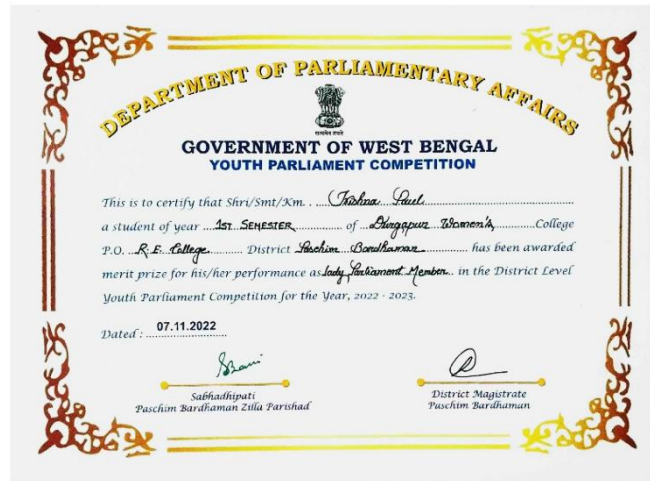 DEPARTMENT OF PARLIAMENTARY AFFAIRS
सत्यमेव जयते
GOVERNMENT OF WEST BENGAL
YOUTH PARLIAMENT COMPETITION
This is to certify that Shri/Smt/Km. . Trishna Paul
a student of year 1ST SEMESTER of Durgapur Women's College
P.O. R.E. College District Paschim Bardhaman has been awarded
merit prize for his/her performance as Lady Parliament Member in the District Level
Youth Parliament Competition for the Year, 2022 - 2023.
Dated : 07.11.2022
Sabhadhipati
Paschim Bardhaman Zilla Parishad
District Magistrate
Paschim Bardhaman